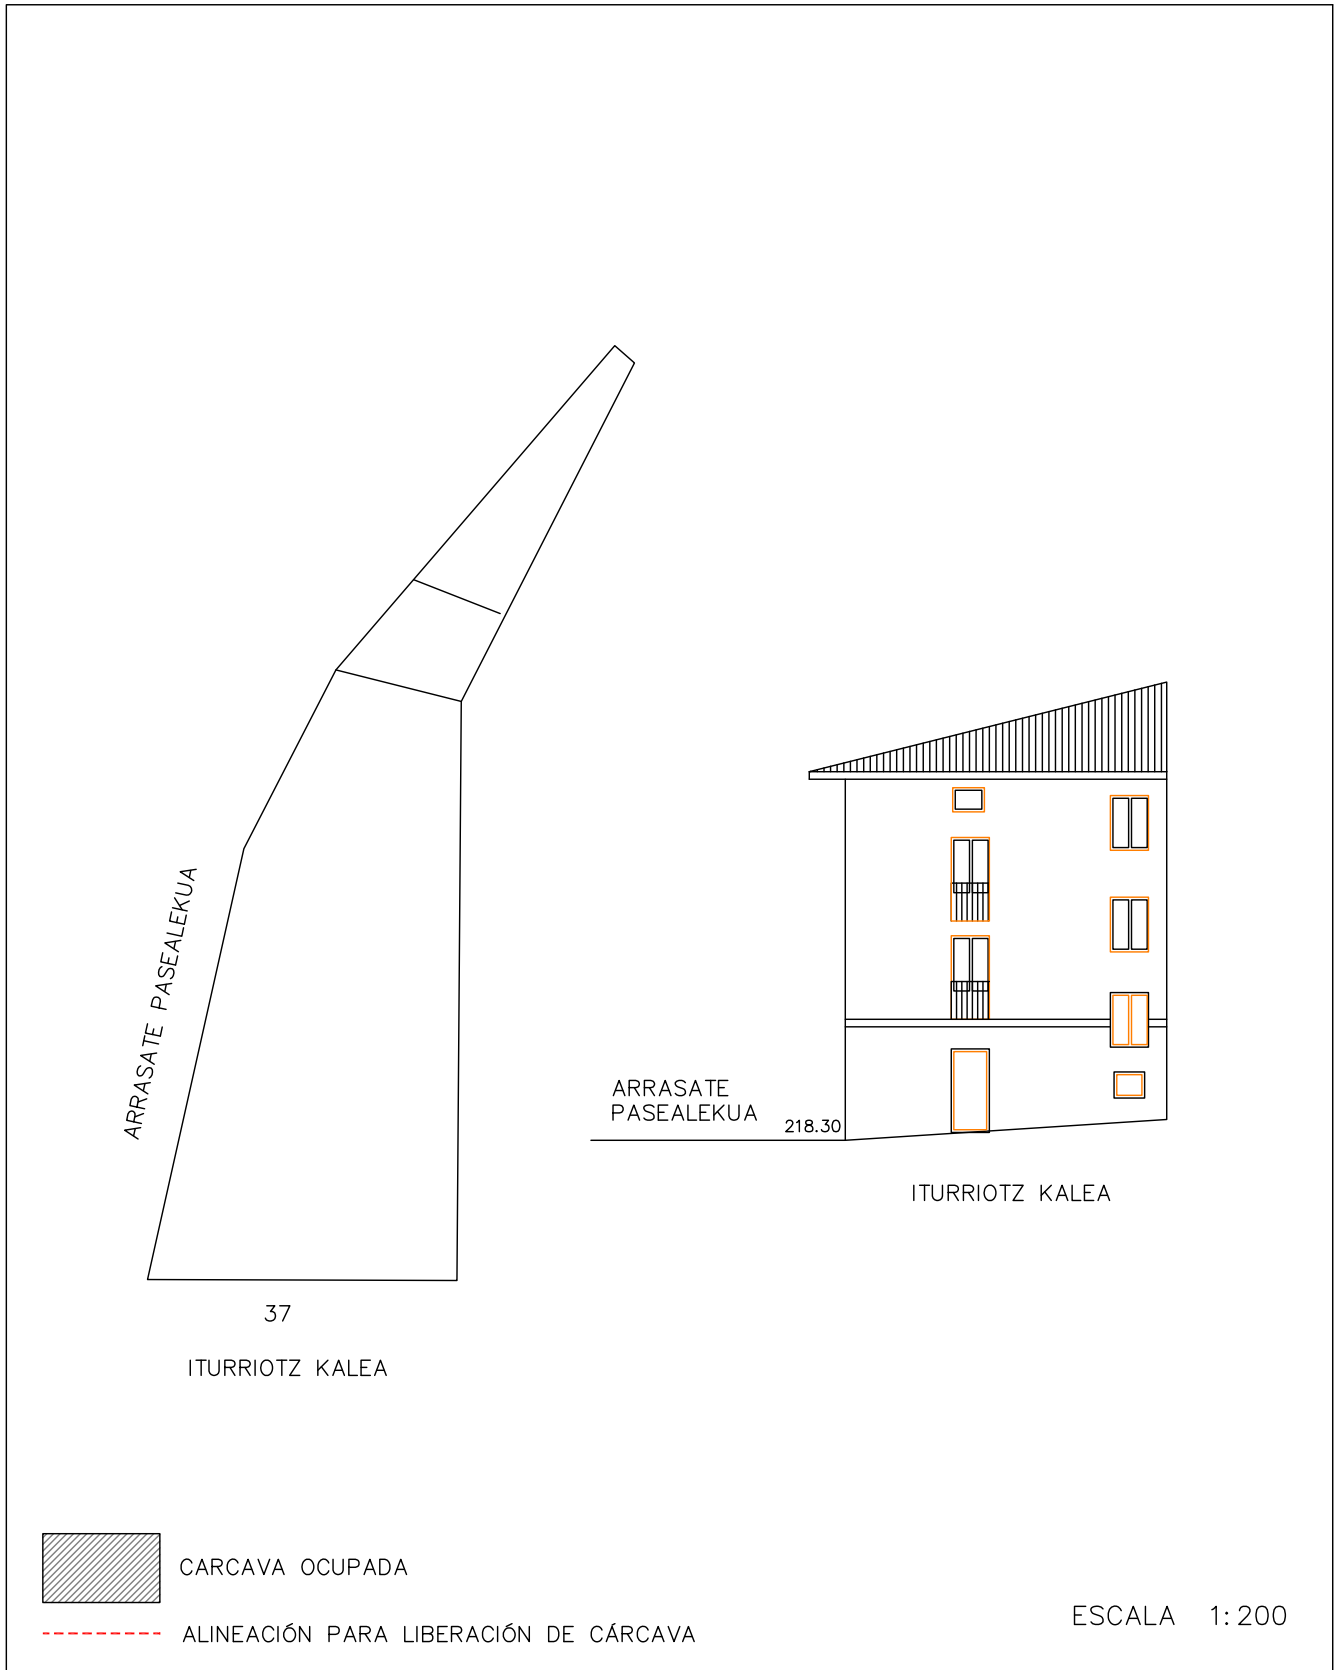 ARRASATE PASEALEKUA
ARRASATE
PASEALEKUA
218.30
ITURRIOTZ KALEA
37
ITURRIOTZ KALEA
CARCAVA OCUPADA
ALINEACIÓN PARA LIBERACIÓN DE CÁRCAVA
ESCALA 1:200